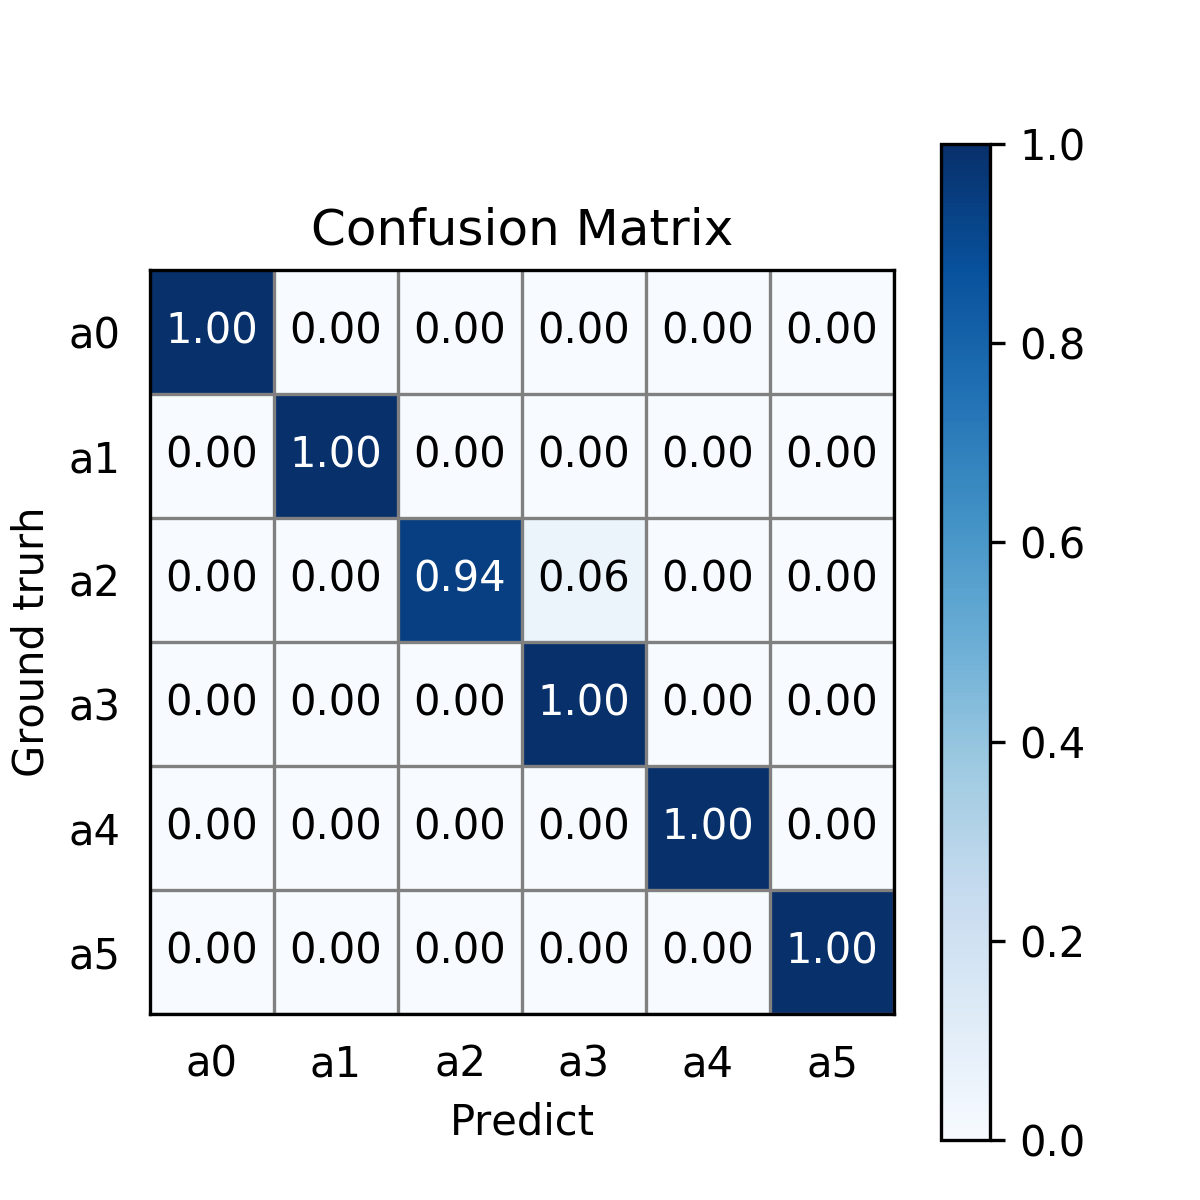 Confusion Matrix
1.0
0.8
0.6
0.4
0.2
0.0
Ground trurh
a0 1.00 0.00 0.00 0.00 0.00 0.00
a1 0.00 1.00 0.00 0.00 0.00 0.00
a2 0.00 0.00 0.94 0.06 0.00 0.00
a3 0.00 0.00 0.00 1.00 0.00 0.00
a4 0.00 0.00 0.00 0.00 1.00 0.00
a5 0.00 0.00 0.00 0.00 0.00 1.00
a0 a1 a2 a3 a4 a5
Predict